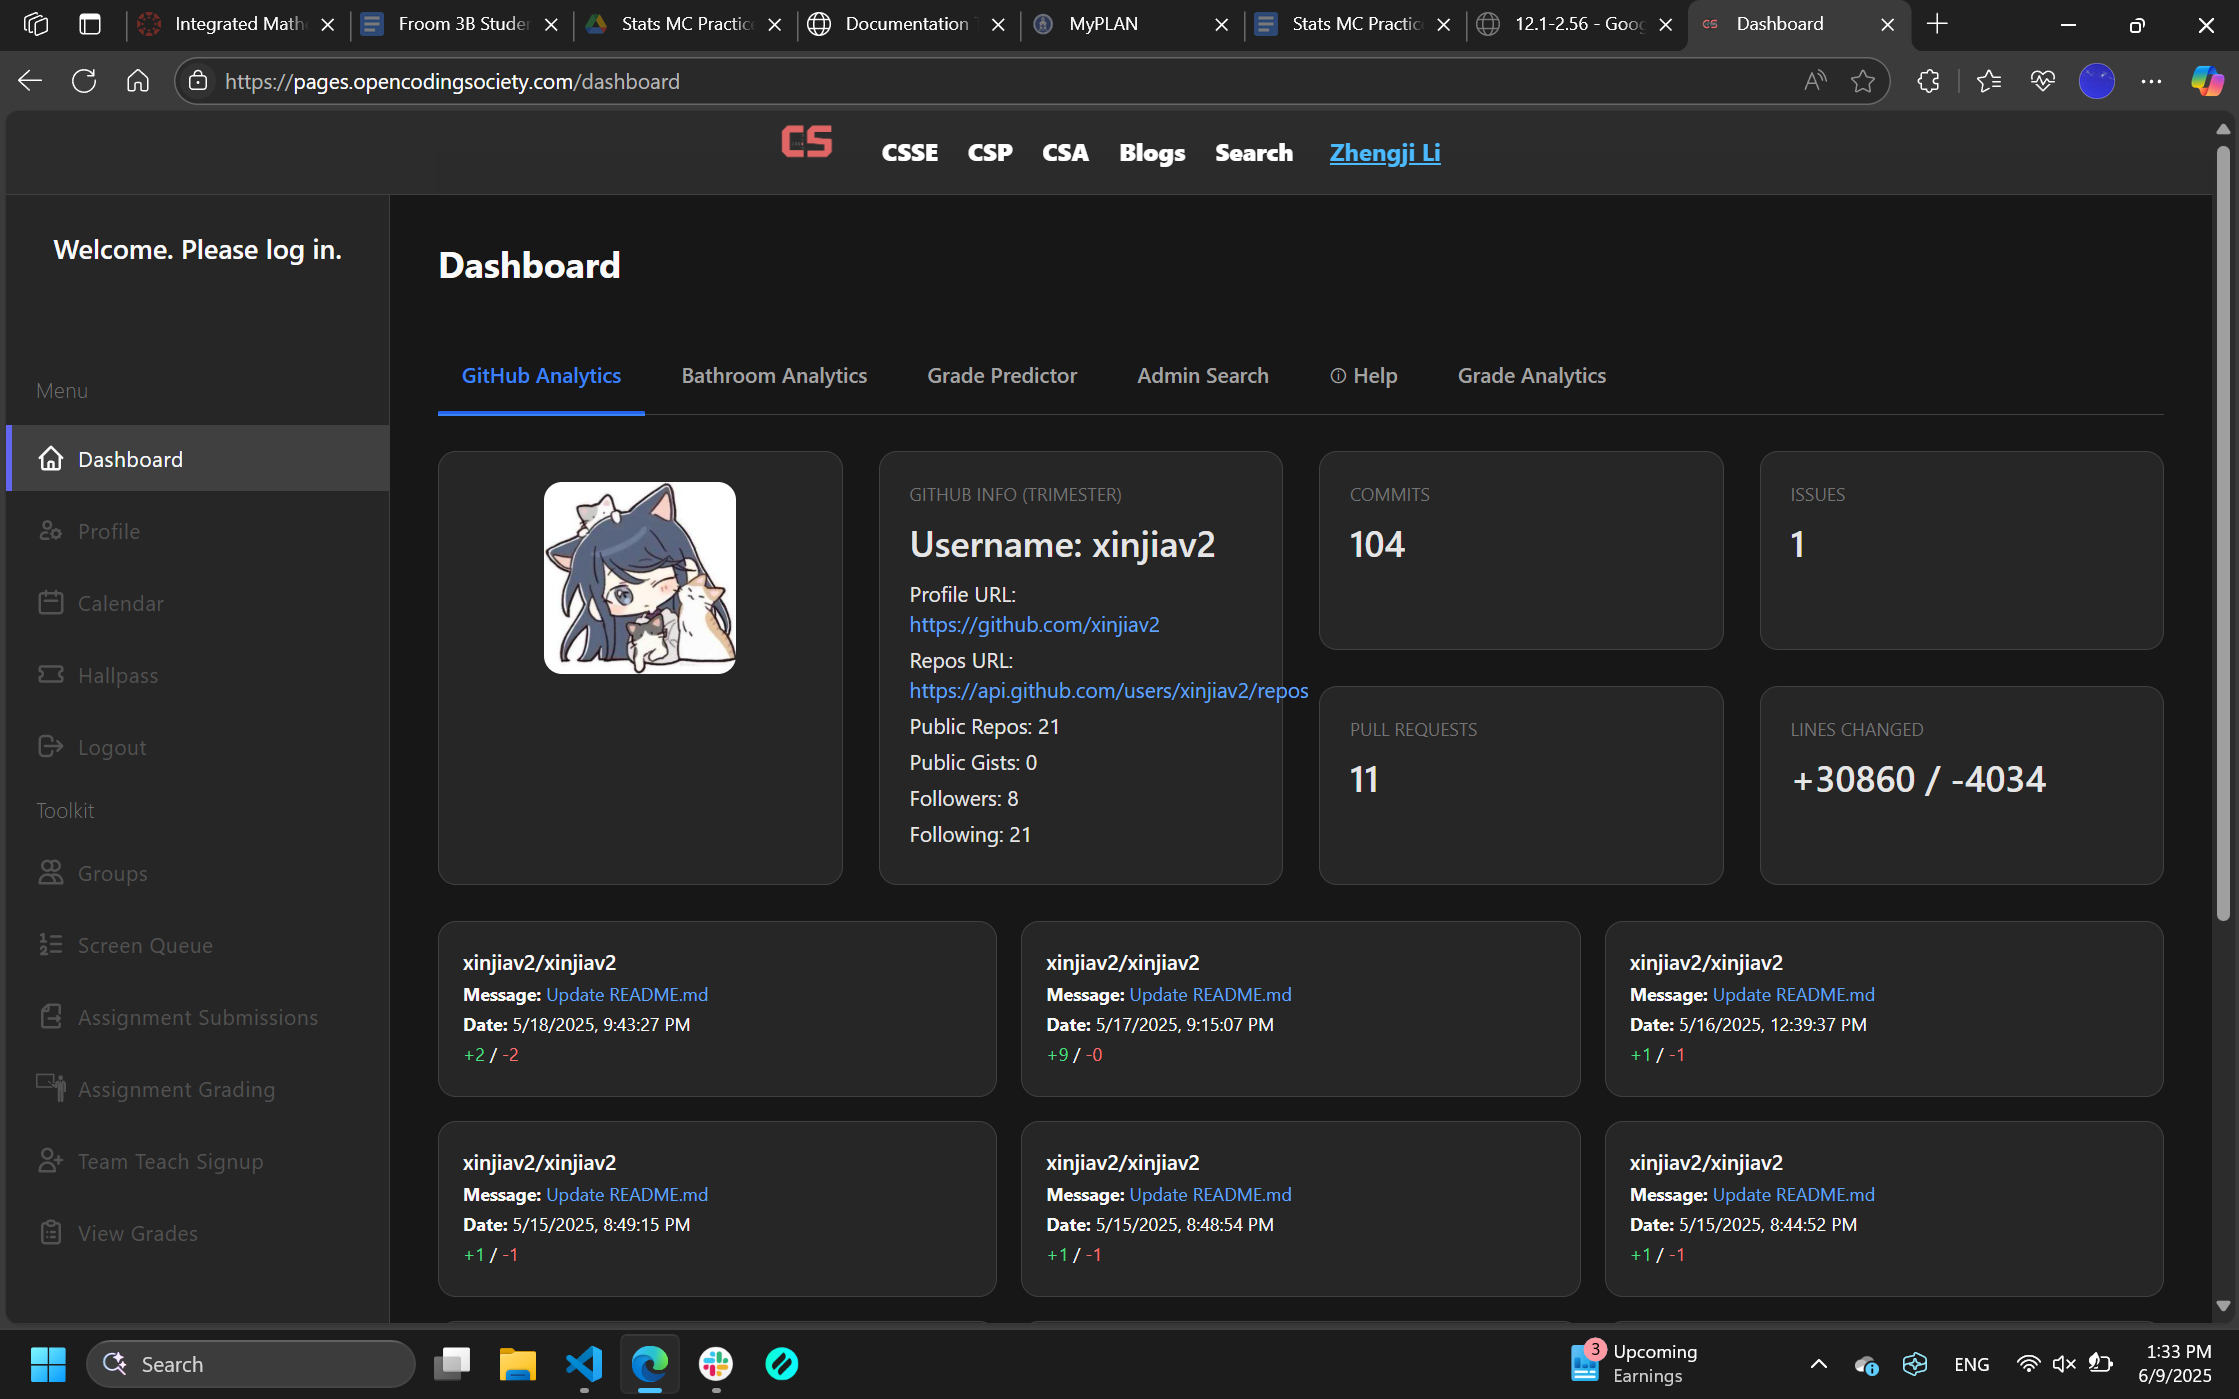 Integrated Math
Froom 3B Studen
Stats MC Practice
Documentation
MyPLAN
Stats MC Practice
12.1-2.56 - Goog
CS
Dashboard
https://pages.opencodingsociety.com/dashboard
CS
CSSE
CSP
CSA
Blogs
Search
Zhengji Li
Welcome. Please log in.
Menu
Dashboard
Profile
Calendar
Hallpass
Logout
Toolkit
Groups
Screen Queue
Assignment Submissions
Assignment Grading
Team Teach Signup
View Grades
Dashboard
GitHub Analytics
Bathroom Analytics
Grade Predictor
Admin Search
Help
Grade Analytics
GITHUB INFO (TRIMESTER)
Username: xinjiav2
Profile URL:
https://github.com/xinjiav2
Repos URL:
https://api.github.com/users/xinjiav2/repos
Public Repos: 21
Public Gists: 0
Followers: 8
Following: 21
COMMITS
104
ISSUES
1
PULL REQUESTS
11
LINES CHANGED
+30860 / -4034
xinjiav2/xinjiav2
Message: Update README.md
Date: 5/18/2025, 9:43:27 PM
+2 / -2
xinjiav2/xinjiav2
Message: Update README.md
Date: 5/17/2025, 9:15:07 PM
+9 / -0
xinjiav2/xinjiav2
Message: Update README.md
Date: 5/16/2025, 12:39:37 PM
+1 / -1
xinjiav2/xinjiav2
Message: Update README.md
Date: 5/15/2025, 8:49:15 PM
+1 / -1
xinjiav2/xinjiav2
Message: Update README.md
Date: 5/15/2025, 8:48:54 PM
+1 / -1
xinjiav2/xinjiav2
Message: Update README.md
Date: 5/15/2025, 8:44:52 PM
+1 / -1
Search
3
Upcoming
Earnings
ENG
1:33 PM
6/9/2025